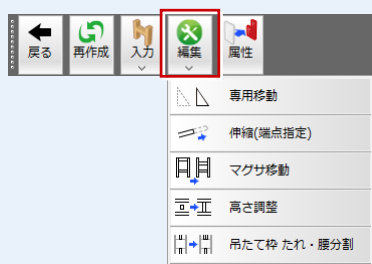 戻る 再作成 入力 編集 属性
専用移動
伸縮(端点指定)
マグサ移動
高さ調整
吊たて枠 たれ・腰分割